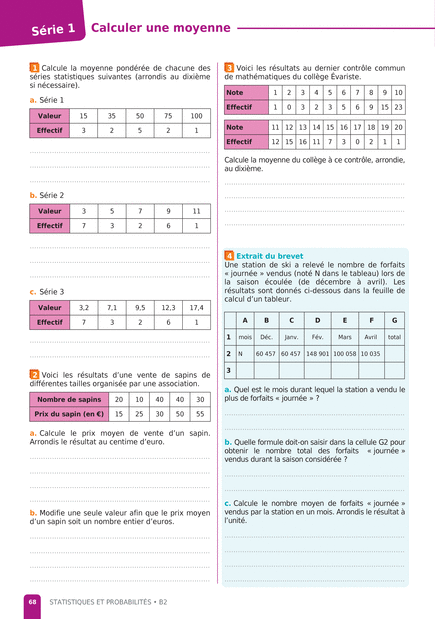 Série 1 Calculer une moyenne
1 Calcule la moyenne pondérée de chacune des
séries statistiques suivantes (arrondis au dixième
si nécessaire).
a. Série 1
Valeur 15 35 50 75 100
Effectif 3 2 5 2 1
b. Série 2
Valeur 3 5 7 9 11
Effectif 7 3 2 6 1
c. Série 3
Valeur 3,2 7,1 9,5 12,3 17,4
Effectif 7 3 2 6 1
2 Voici les résultats d'une vente de sapins de
différentes tailles organisée par une association.
Nombre de sapins 20 10 40 40 30
Prix du sapin (en €) 15 25 30 50 55
a. Calcule le prix moyen de vente d'un sapin.
Arrondis le résultat au centime d'euro.
b. Modifie une seule valeur afin que le prix moyen
d'un sapin soit un nombre entier d'euros.
3 Voici les résultats au dernier contrôle commun
de mathématiques du collège Évariste.
Note 1 2 3 4 5 6 7 8 9 10
Effectif 1 0 3 2 3 5 6 9 15 23
Note 11 12 13 14 15 16 17 18 19 20
Effectif 12 15 16 11 7 3 0 2 1 1
Calcule la moyenne du collège à ce contrôle, arrondie,
au dixième.
4 Extrait du brevet
Une station de ski a relevé le nombre de forfaits
« journée » vendus (noté N dans le tableau) lors de
la saison écoulée (de décembre à avril). Les
résultats sont donnés ci-dessous dans la feuille de
calcul d'un tableur.
A B C D E F G
1 mois Déc. Janv. Fév. Mars Avril total
2 N 60 457 60 457 148 901 100 058 10 035
3
a. Quel est le mois durant lequel la station a vendu le
plus de forfaits « journée » ?
b. Quelle formule doit-on saisir dans la cellule G2 pour
obtenir le nombre total des forfaits « journée »
vendus durant la saison considérée ?
c. Calcule le nombre moyen de forfaits « journée »
vendus par la station en un mois. Arrondis le résultat à
l'unité.
68 STATISTIQUES ET PROBABILITÉS • B2